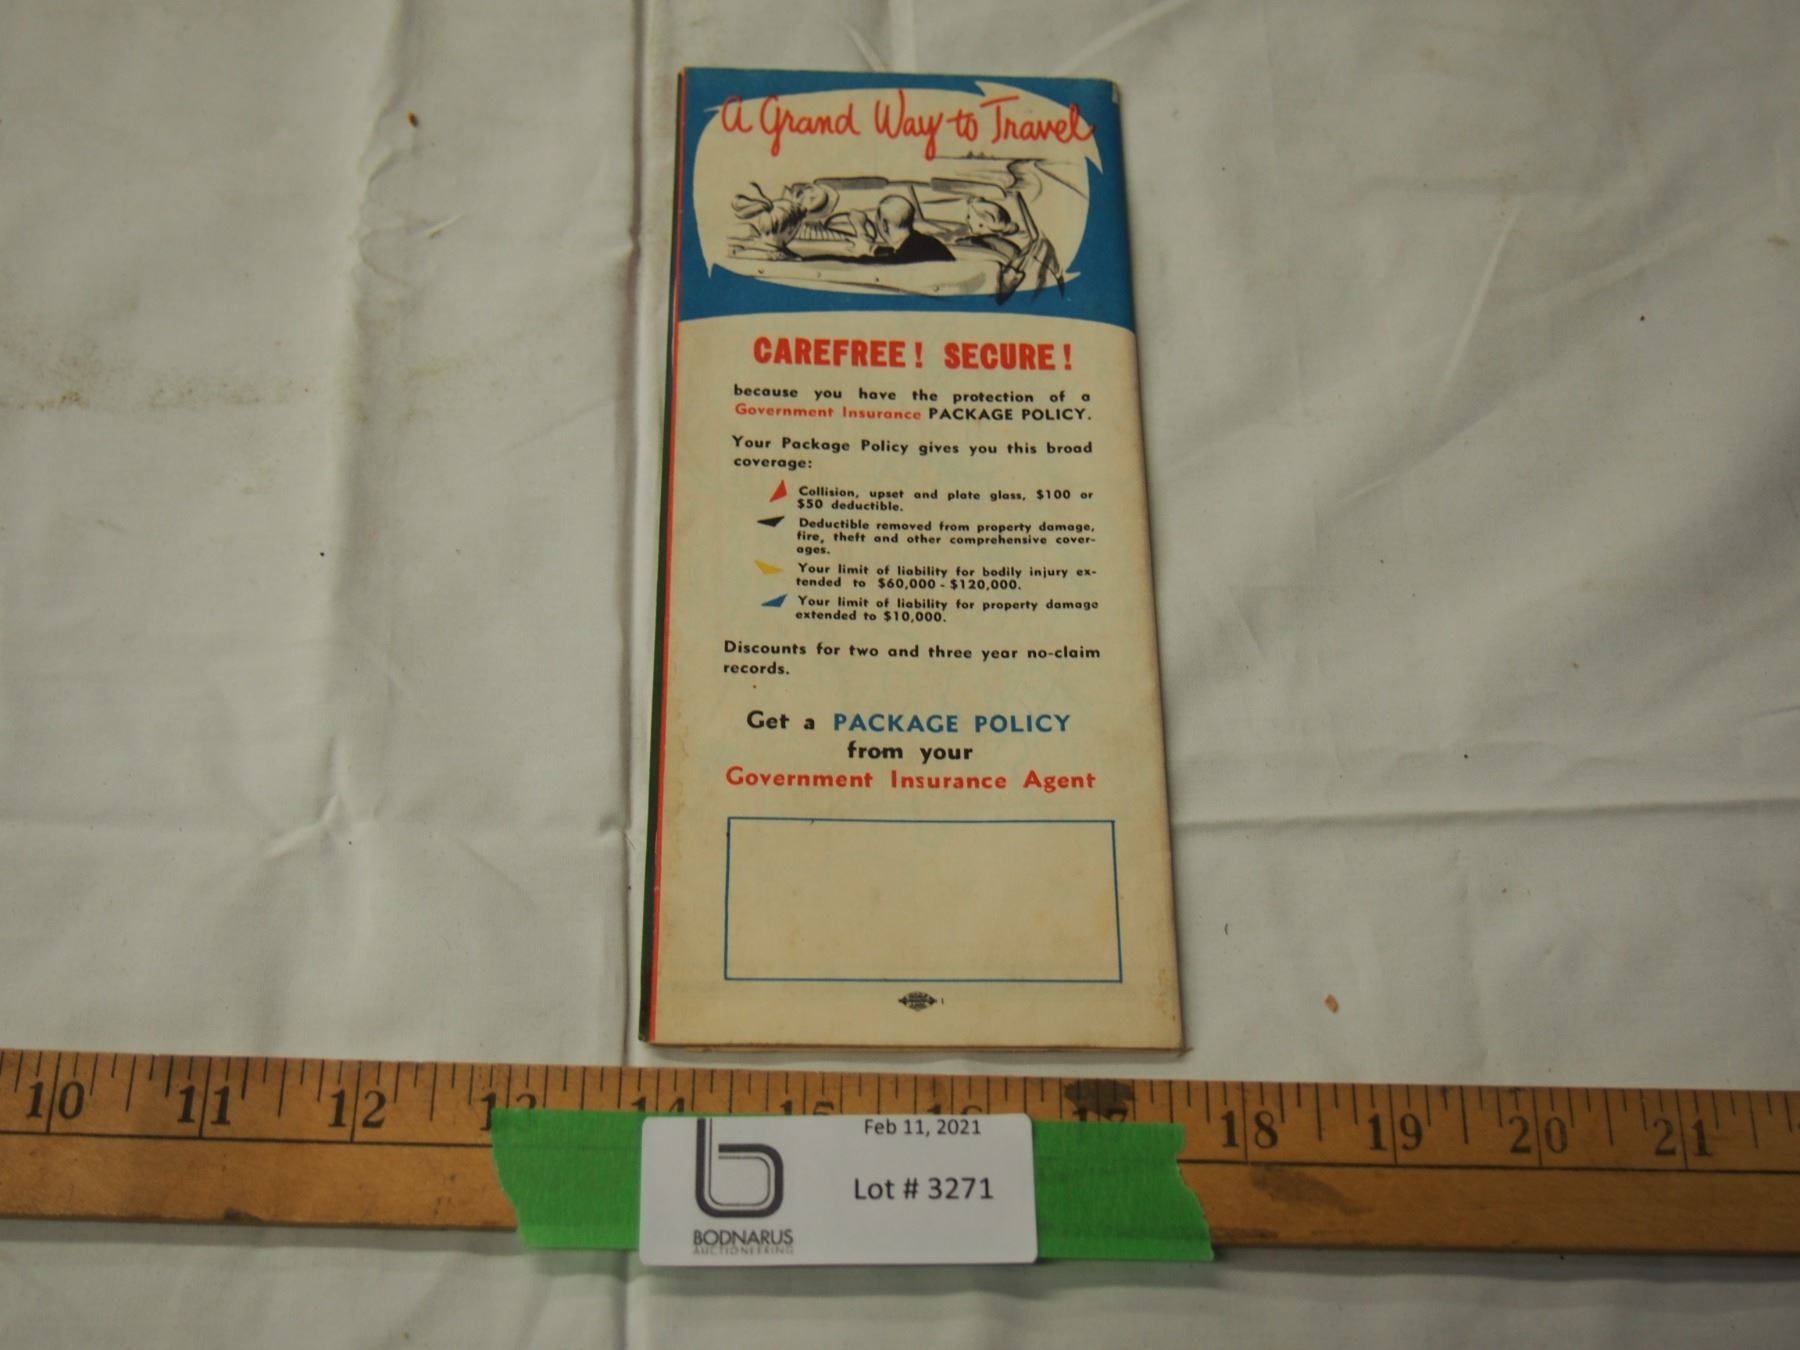 A Grand Way to Travel
CAREFREE! SECURE!
because you have the protection of a
Government Insurance PACKAGE POLICY.
Your Package Policy gives you this broad
coverage:
Collision, upset and plate glass, $100 or
$50 deductible.
Deductible removed from property damage,
fire, theft and other comprehensive cover-
ages.
Your limit of liability for bodily injury ex-
tended to $60,000 - $120,000.
Your limit of liability for property damage
extended to $10,000.
Discounts for two and three year no-claim
records.
Get a PACKAGE POLICY
from your
Government Insurance Agent
10 11 12 13 14 15 16 17 18 19 20 21
Feb 11, 2021
Lot # 3271
b
BODNARUS
AUCTIONEERING